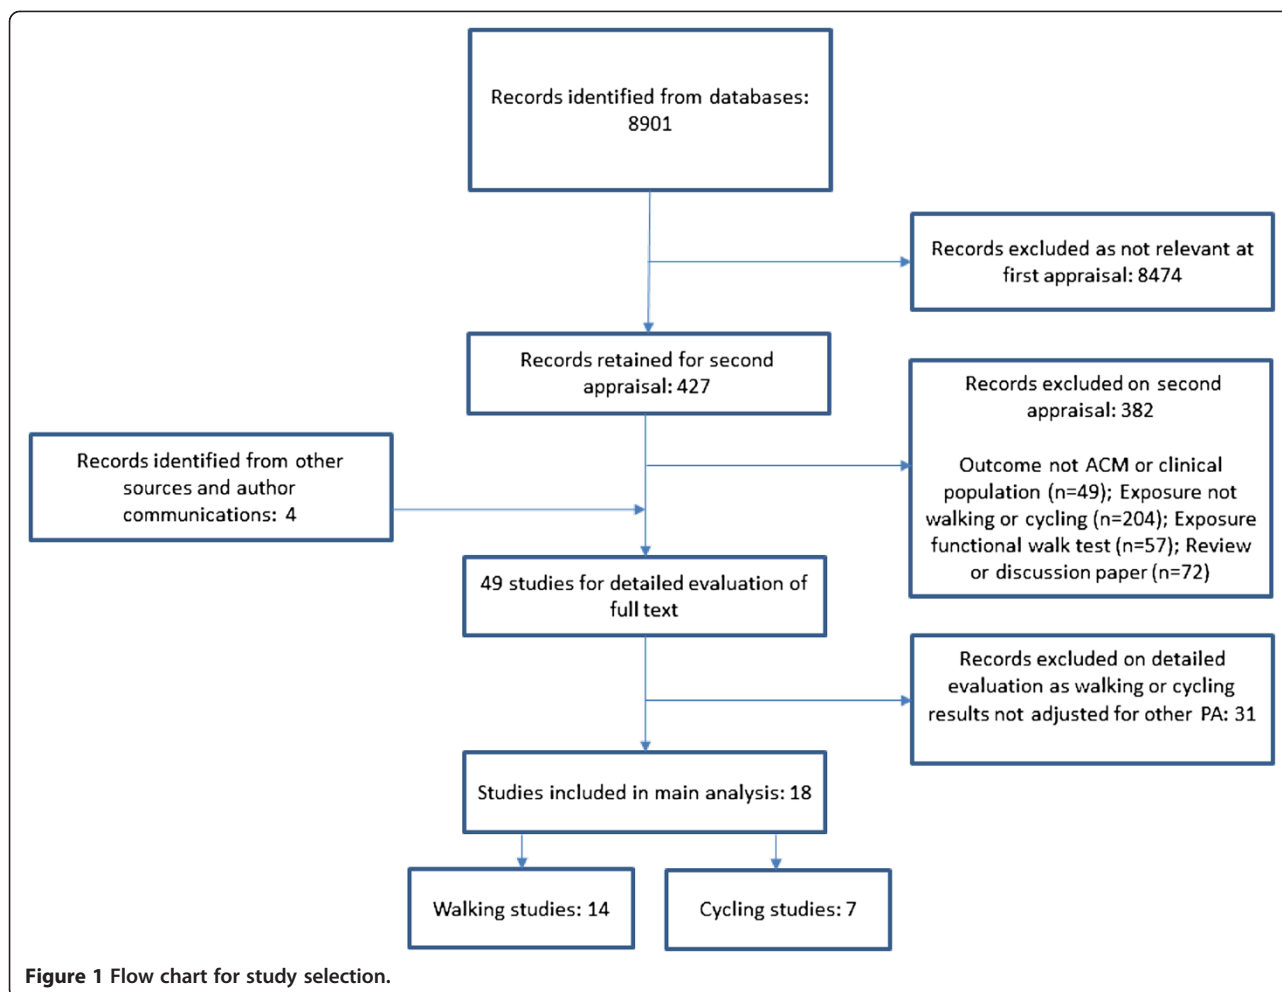 Records identified from databases:
8901
Records excluded as not relevant at
first appraisal: 8474
Records retained for second
appraisal: 427
Records excluded on second
appraisal: 382
Outcome not ACM or clinical
population (n=49); Exposure not
walking or cycling (n=204); Exposure
functional walk test (n=57); Review
or discussion paper (n=72)
Records identified from other
sources and author
communications: 4
49 studies for detailed evaluation of
full text
Records excluded on detailed
evaluation as walking or cycling
results not adjusted for other PA: 31
Studies included in main analysis: 18
Walking studies: 14
Cycling studies: 7
Figure 1 Flow chart for study selection.